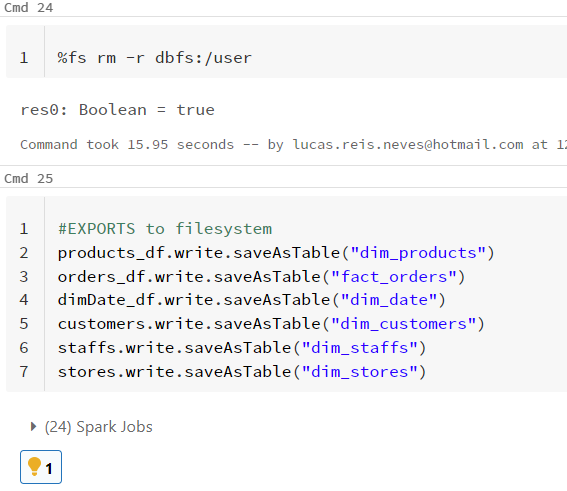 Cmd 24
1 %fs rm -r dbfs:/user
res0: Boolean = true
Command took 15.95 seconds -- by lucas.reis.neves@hotmail.com at 12
Cmd 25
1 #EXPORTS to filesystem
2 products_df.write.saveAsTable("dim_products")
3 orders_df.write.saveAsTable("fact_orders")
4 dimDate_df.write.saveAsTable("dim_date")
5 customers.write.saveAsTable("dim_customers")
6 staffs.write.saveAsTable("dim_staffs")
7 stores.write.saveAsTable("dim_stores")
(24) Spark Jobs
1